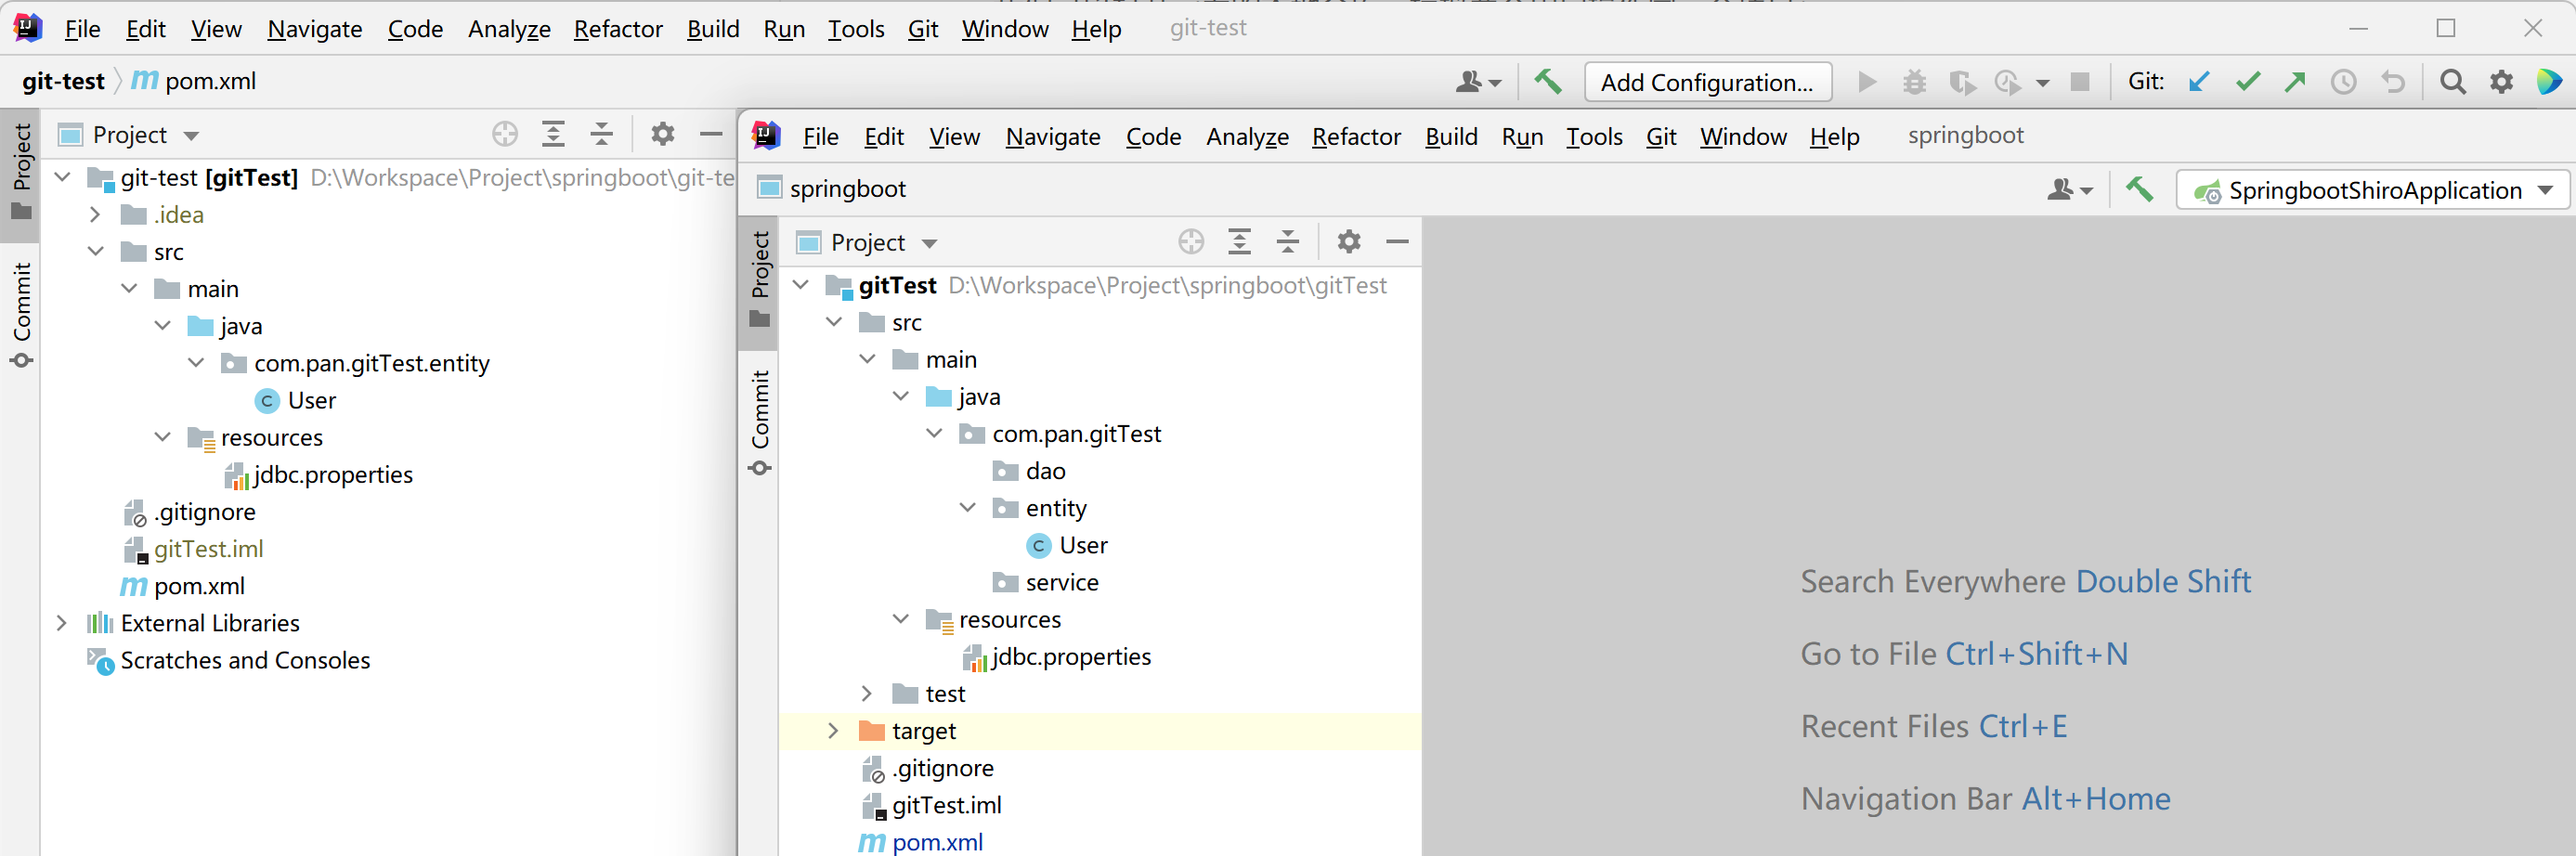 File Edit View Navigate Code Analyze Refactor Build Run Tools Git Window Help git-test
git-test pom.xml Add Configuration... Git:
Project
Project
Commit
git-test [gitTest] D:\Workspace\Project\springboot\git-te
.idea
src
main
java
com.pan.gitTest.entity
User
resources
jdbc.properties
.gitignore
gitTest.iml
pom.xml
External Libraries
Scratches and Consoles
File Edit View Navigate Code Analyze Refactor Build Run Tools Git Window Help springboot
springboot SpringbootShiroApplication
Project
Project
Commit
gitTest D:\Workspace\Project\springboot\gitTest
src
main
java
com.pan.gitTest
dao
entity
User
service
resources
jdbc.properties
test
target
.gitignore
gitTest.iml
pom.xml
Search Everywhere Double Shift
Go to File Ctrl+Shift+N
Recent Files Ctrl+E
Navigation Bar Alt+Home